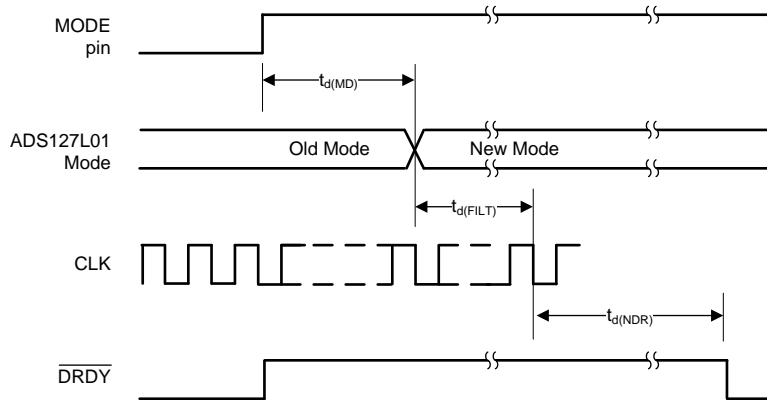 MODE
pin
t_d(MD)
ADS127L01
Mode
Old Mode
New Mode
t_d(FILT)
CLK
t_d(NDR)
DRDY